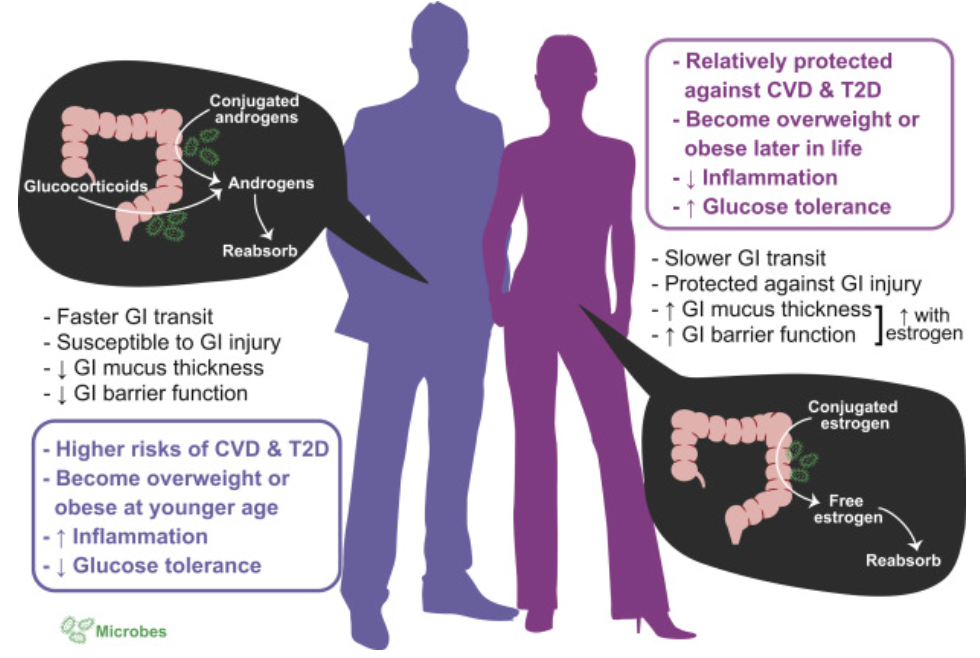 Conjugated
androgens
Glucocorticoids
Androgens
Reabsorb
- Faster GI transit
- Susceptible to GI injury
- ↓ GI mucus thickness
- ↓ GI barrier function
- Higher risks of CVD & T2D
- Become overweight or
obese at younger age
- ↑ Inflammation
- ↓ Glucose tolerance
Microbes
- Relatively protected
against CVD & T2D
- Become overweight or
obese later in life
- ↓ Inflammation
- ↑ Glucose tolerance
- Slower GI transit
- Protected against GI injury
- ↑ GI mucus thickness
- ↑ GI barrier function
↑ with
estrogen
Conjugated
estrogen
Free
estrogen
Reabsorb